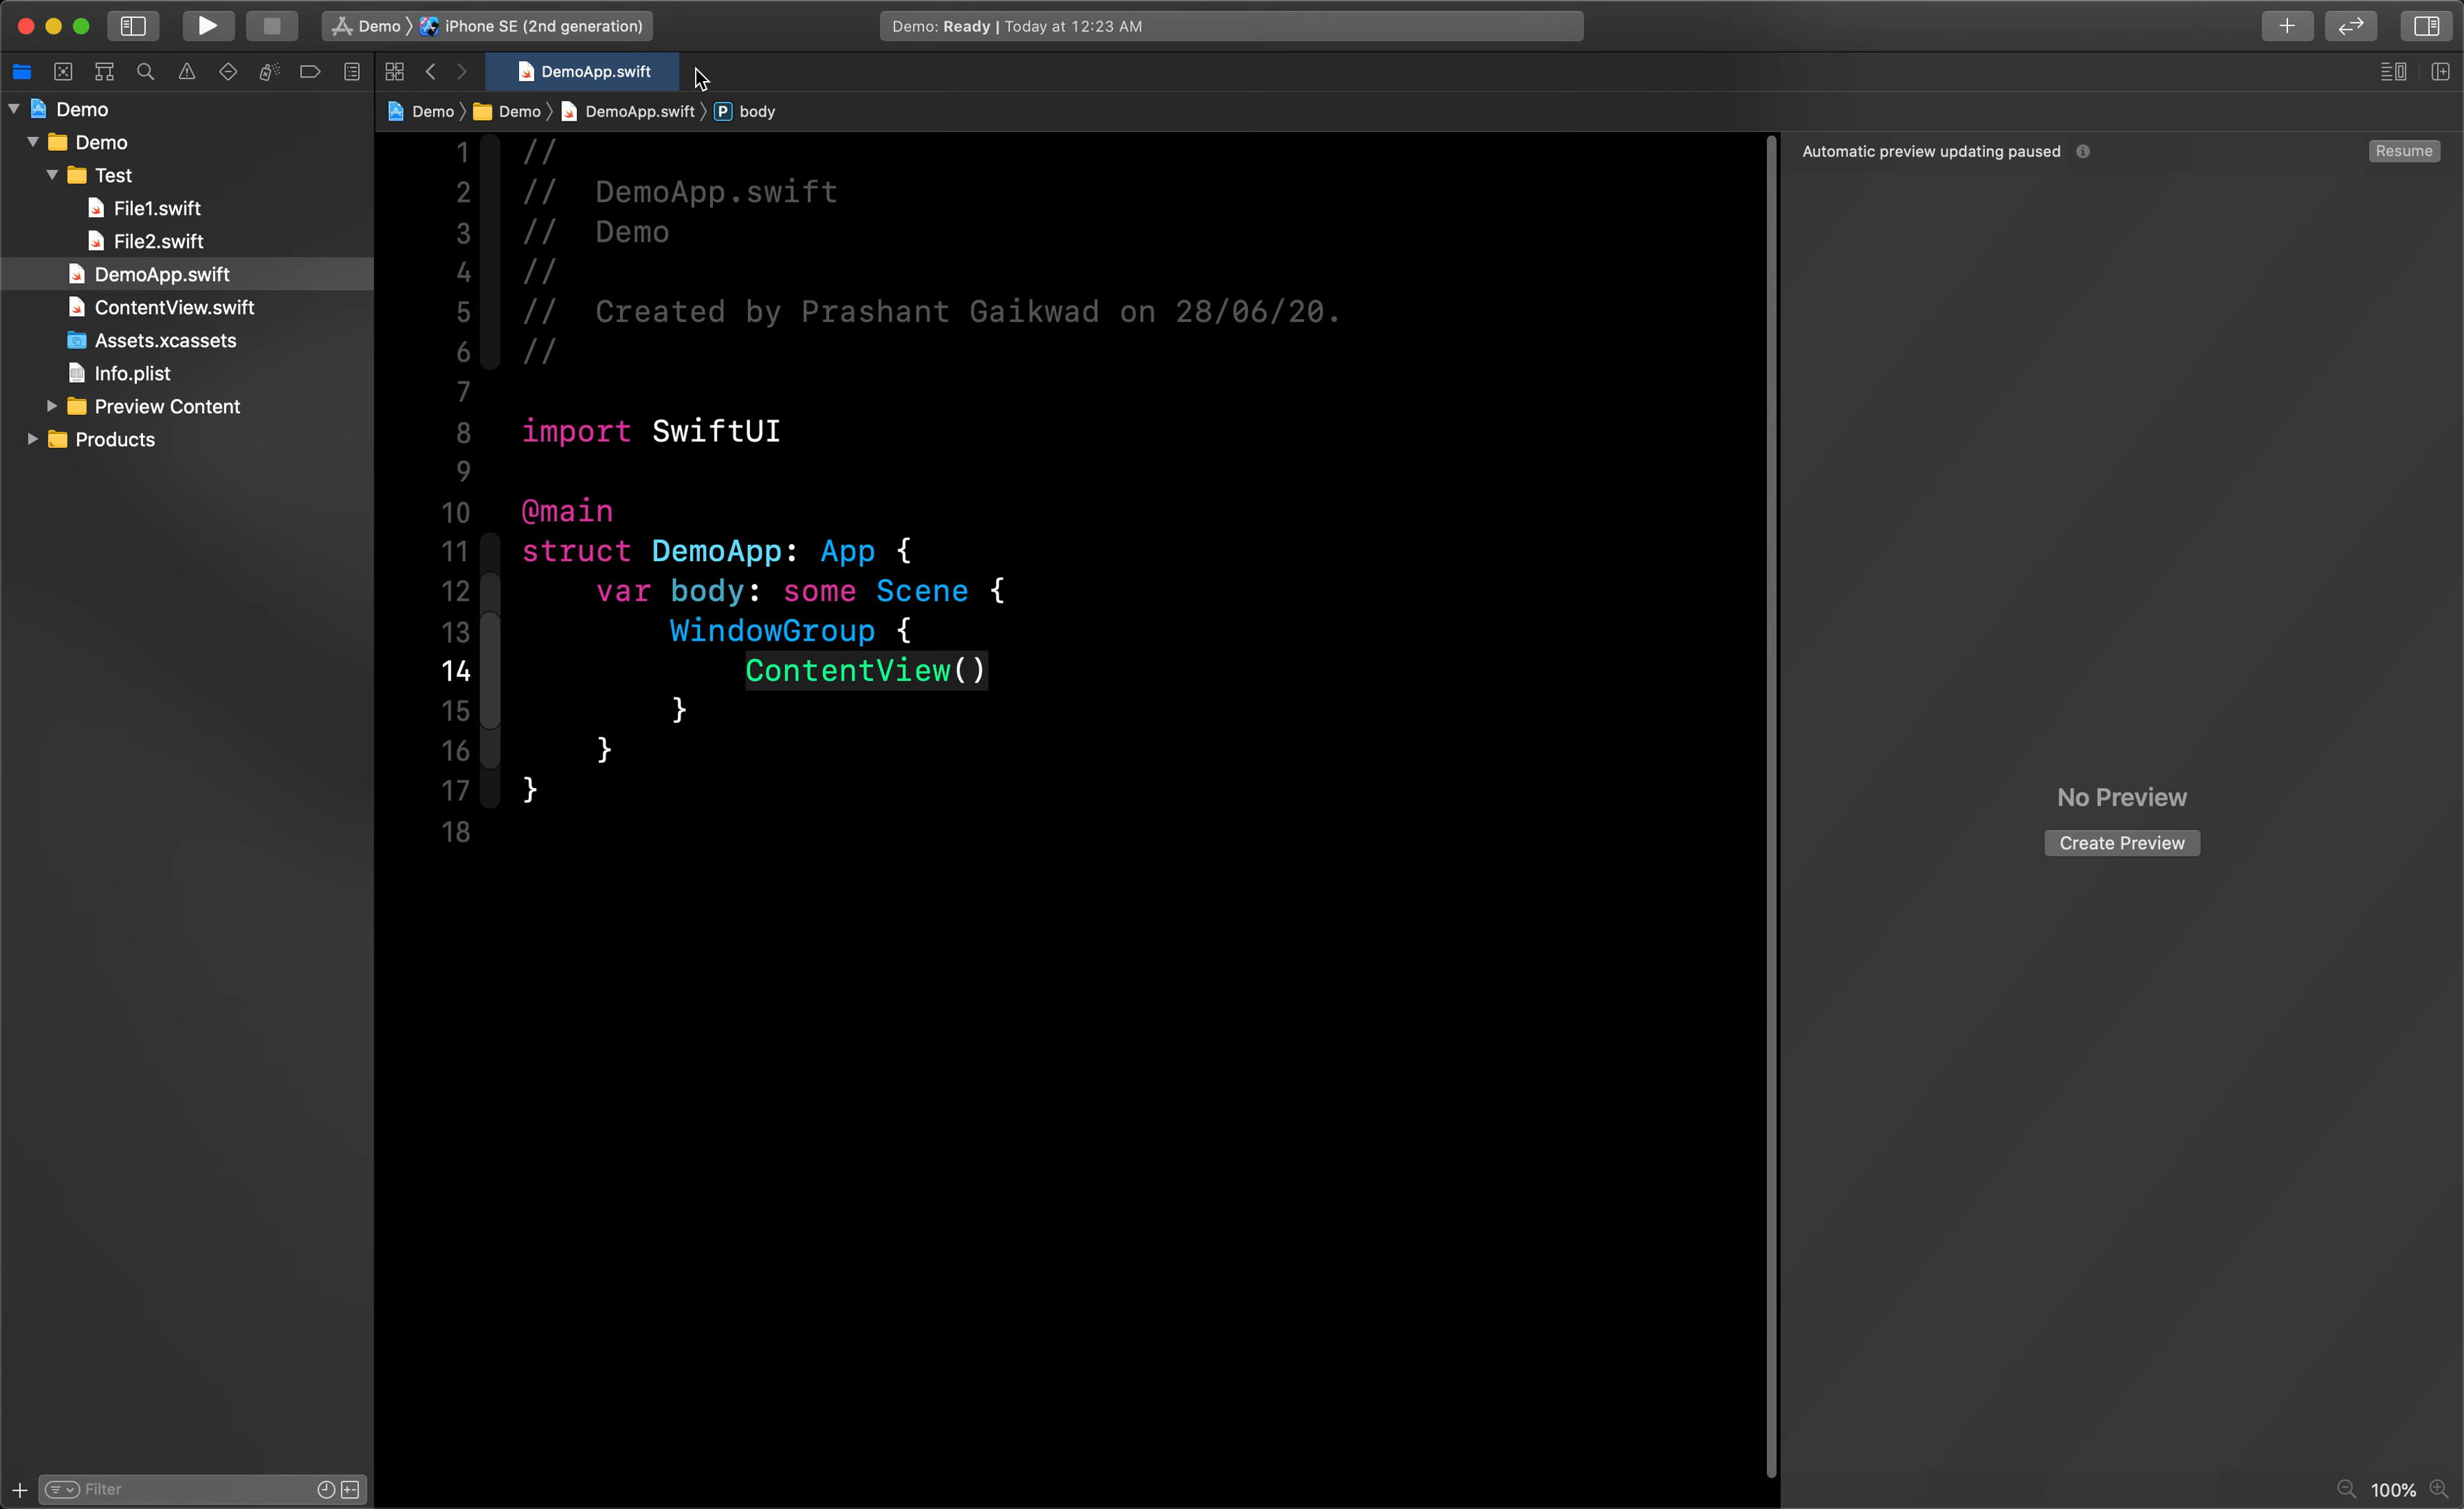 Demo 〉 iPhone SE (2nd generation)
Demo: Ready | Today at 12:23 AM
DemoApp.swift
Demo 〉 Demo 〉 DemoApp.swift 〉 P body
Demo
Demo
Test
File1.swift
File2.swift
DemoApp.swift
ContentView.swift
Assets.xcassets
Info.plist
Preview Content
Products
Filter
1 //
2 //  DemoApp.swift
3 //  Demo
4 //
5 //  Created by Prashant Gaikwad on 28/06/20.
6 //
7
8 import SwiftUI
9
10 @main
11 struct DemoApp: App {
12     var body: some Scene {
13         WindowGroup {
14             ContentView()
15         }
16     }
17 }
18
Automatic preview updating paused
Resume
No Preview
Create Preview
100%